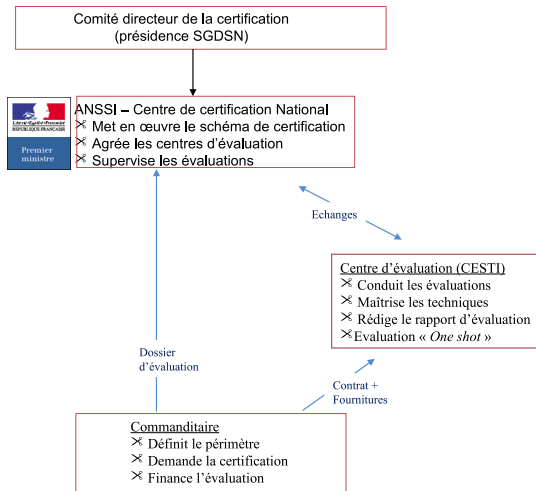 Comité directeur de la certification
(présidence SGDSN)
ANSSI – Centre de certification National
Met en œuvre le schéma de certification
Agrée les centres d'évaluation
Supervise les évaluations
Liberté • Égalité • Fraternité
RÉPUBLIQUE FRANÇAISE
Premier
ministre
Echanges
Centre d'évaluation (CESTI)
Conduit les évaluations
Maîtrise les techniques
Rédige le rapport d'évaluation
Evaluation « One shot »
Dossier
d'évaluation
Contrat +
Fournitures
Commanditaire
Définit le périmètre
Demande la certification
Finance l'évaluation